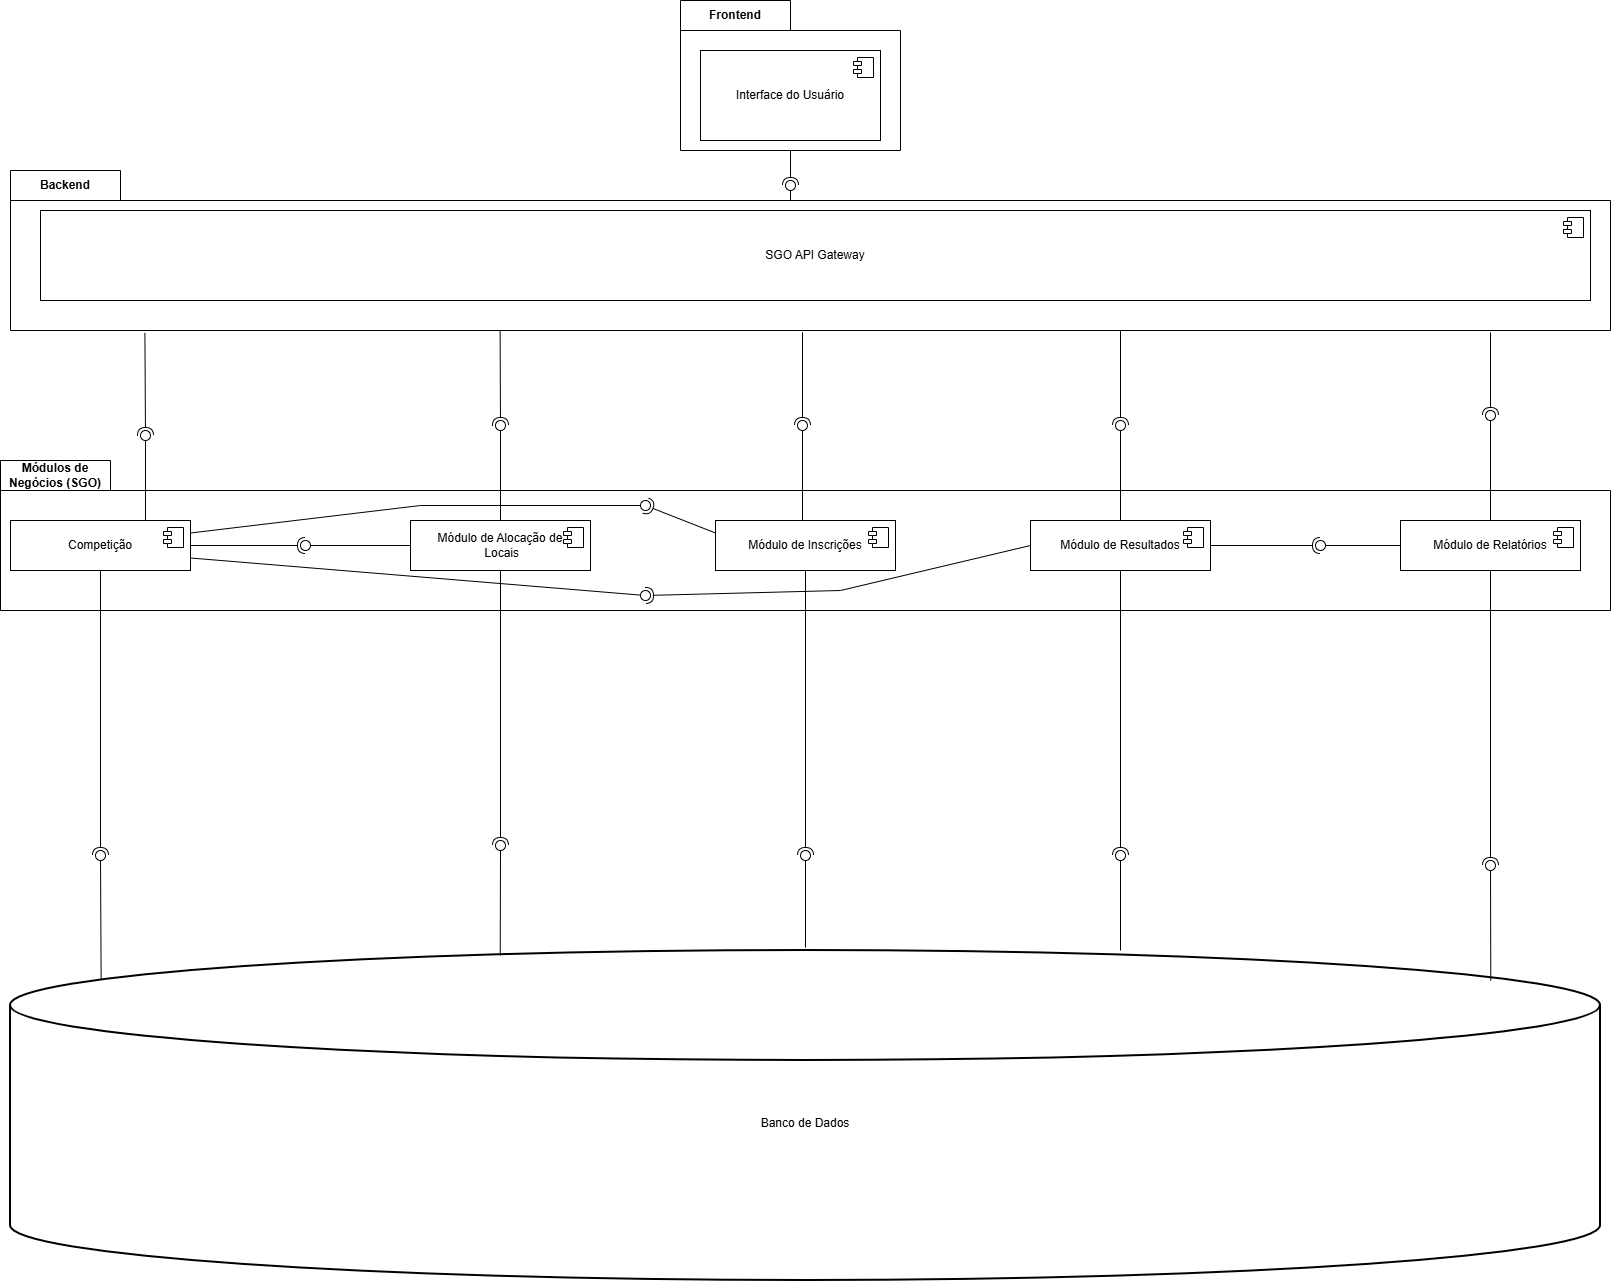 Frontend
Interface do Usuário
Backend
SGO API Gateway
Módulos de
Negócios (SGO)
Competição
Módulo de Alocação de
Locais
Módulo de Inscrições
Módulo de Resultados
Módulo de Relatórios
Banco de Dados